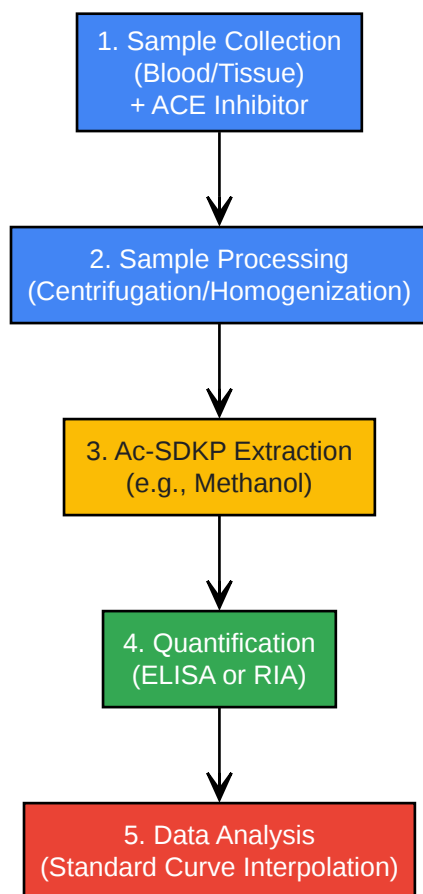 1. Sample Collection
(Blood/Tissue)
+ ACE Inhibitor
2. Sample Processing
(Centrifugation/Homogenization)
3. Ac-SDKP Extraction
(e.g., Methanol)
4. Quantification
(ELISA or RIA)
5. Data Analysis
(Standard Curve Interpolation)